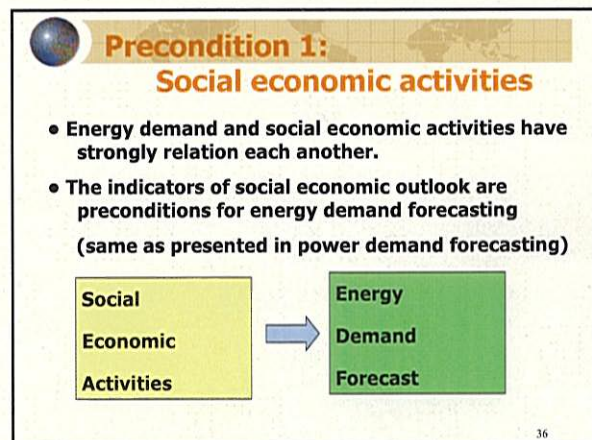 Precondition 1:
Social economic activities
• Energy demand and social economic activities have
strongly relation each another.
• The indicators of social economic outlook are
preconditions for energy demand forecasting
(same as presented in power demand forecasting)
Social
Economic
Activities
Energy
Demand
Forecast
36